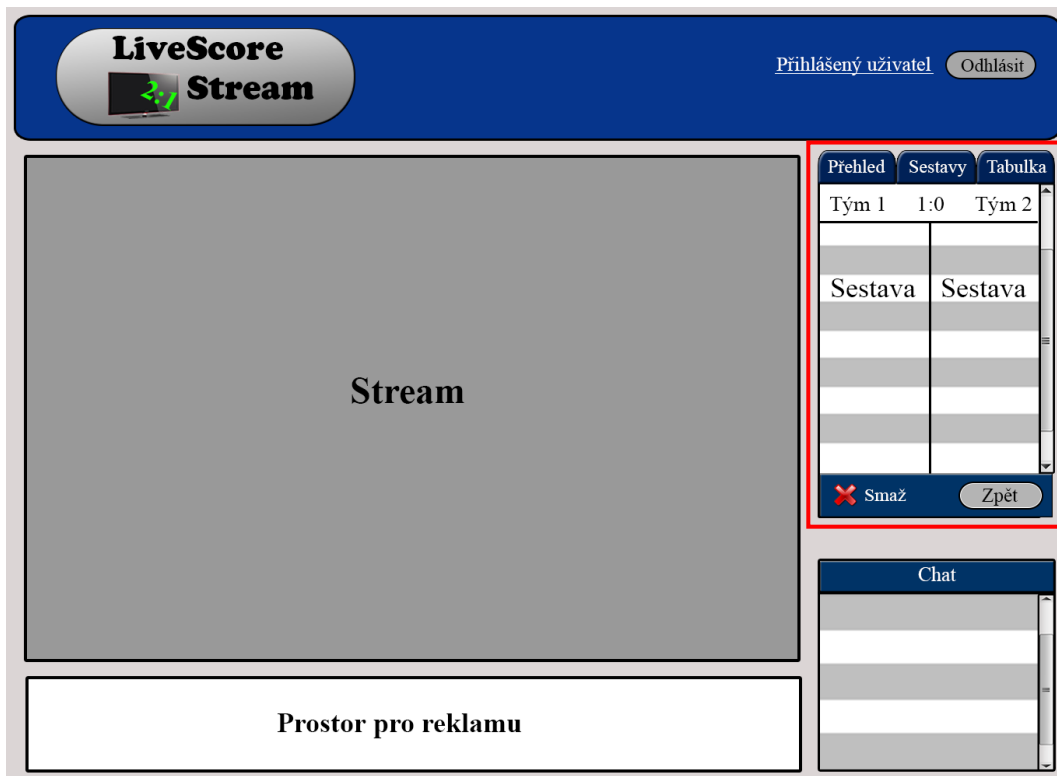 LiveScore
2:1 Stream
Přihlášený uživatel Odhlásit
Přehled Sestavy Tabulka
Tým 1 1:0 Tým 2
Sestava Sestava
Stream
Smaž Zpět
Chat
Prostor pro reklamu